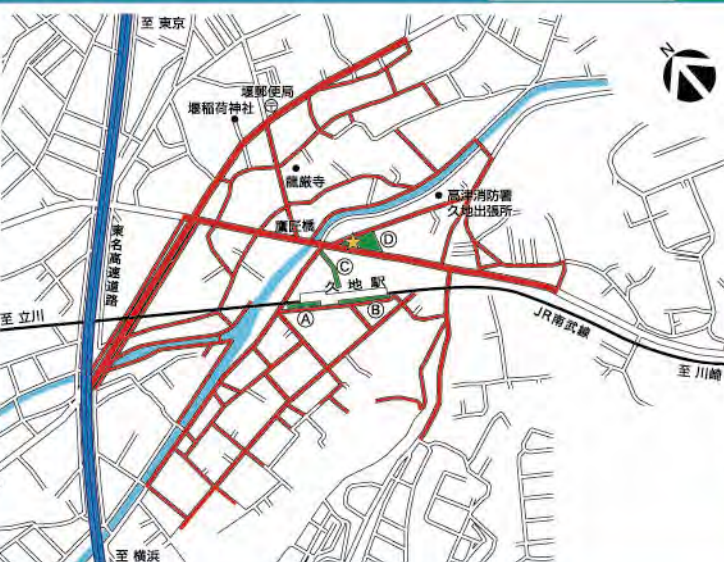 至 東京
N
堰郵便局
〒
堰稲荷神社
龍厳寺
高津消防署
久地出張所
鷹匠橋
D
東名高速道路
C
久地駅
至 立川
A
B
JR南武線
至 川崎
至 横浜